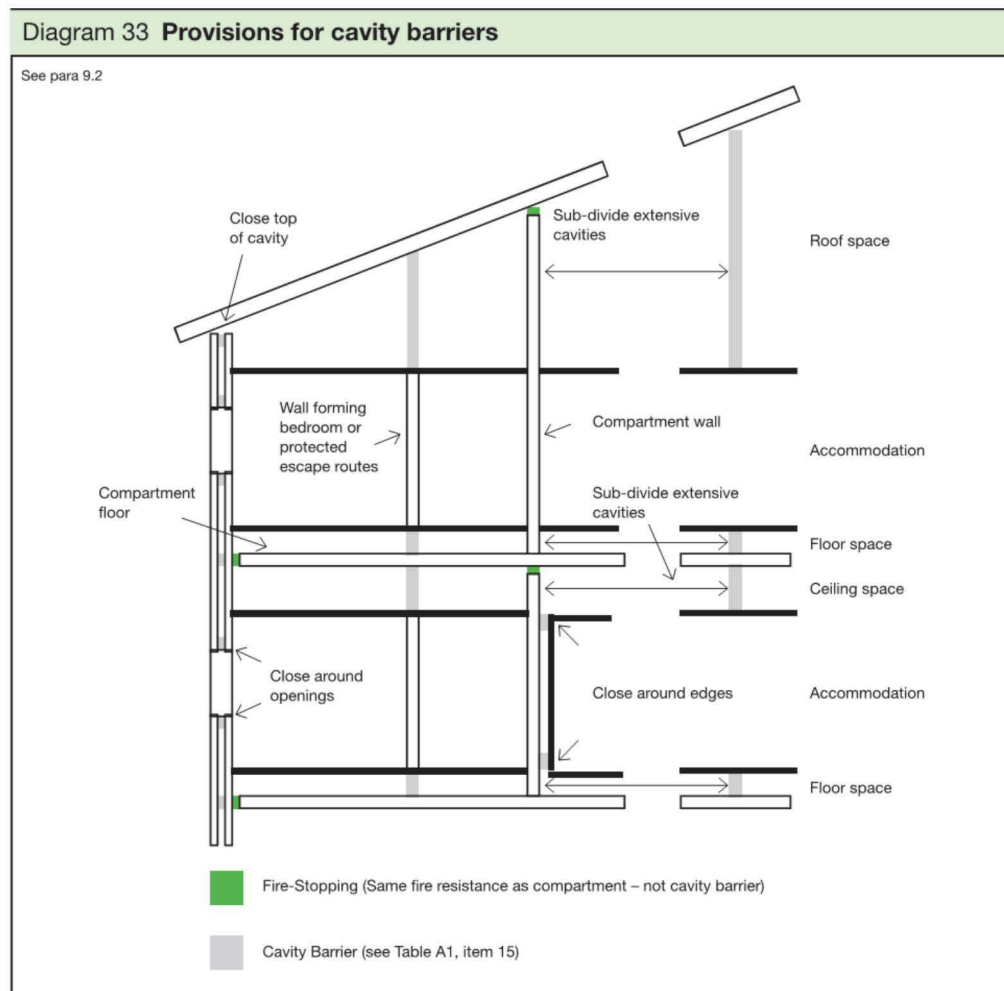 Diagram 33 Provisions for cavity barriers
See para 9.2
Close top
of cavity
Sub-divide extensive
cavities
Roof space
Wall forming
bedroom or
protected
escape routes
Compartment wall
Accommodation
Compartment
floor
Sub-divide extensive
cavities
Floor space
Ceiling space
Close around
openings
Close around edges
Accommodation
Floor space
Fire-Stopping (Same fire resistance as compartment – not cavity barrier)
Cavity Barrier (see Table A1, item 15)